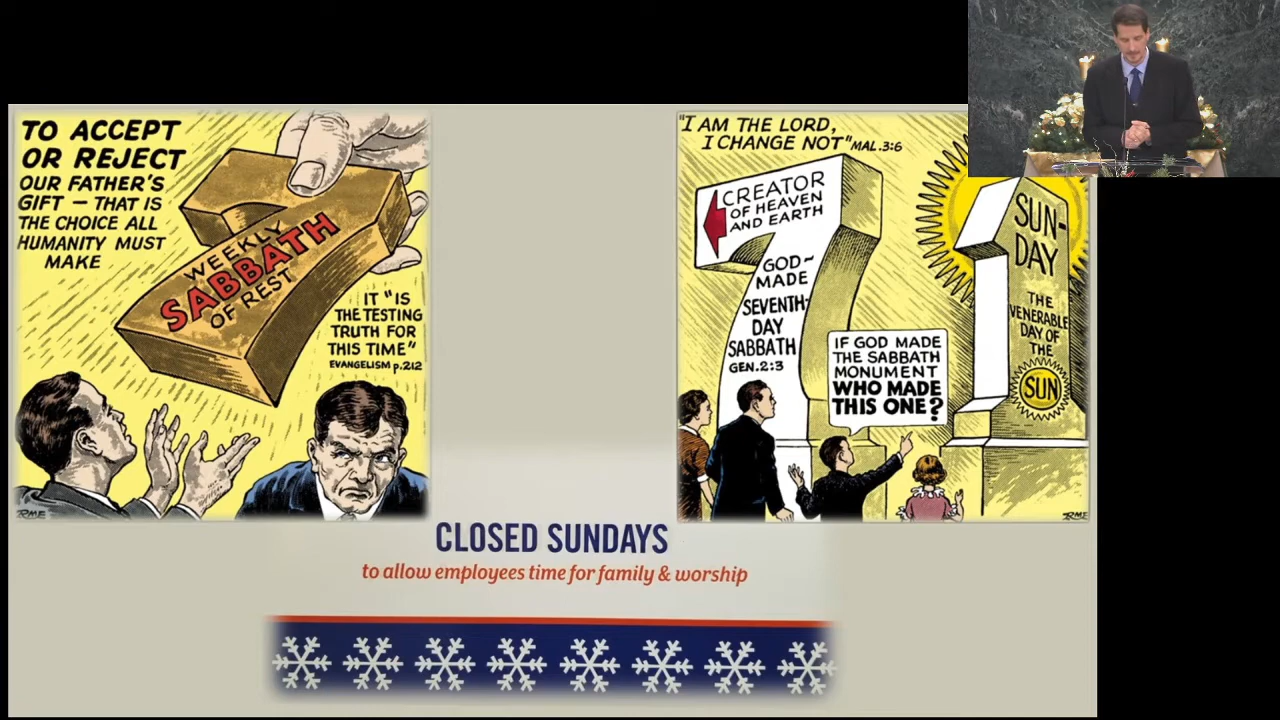 TO ACCEPT
OR REJECT
OUR FATHER'S
GIFT — THAT IS
THE CHOICE ALL
HUMANITY MUST
MAKE
WEEKLY
SABBATH
OF REST
IT "IS
THE TESTING
TRUTH FOR
THIS TIME"
EVANGELISM p.212
RME
"I AM THE LORD,
I CHANGE NOT" MAL. 3:6
CREATOR
OF HEAVEN
AND EARTH
GOD~
MADE
SEVENTH-
DAY
SABBATH
GEN. 2:3
IF GOD MADE
THE SABBATH
MONUMENT
WHO MADE
THIS ONE?
SUN-
DAY
THE
VENERABLE
DAY OF
THE
SUN
RME
CLOSED SUNDAYS
to allow employees time for family & worship